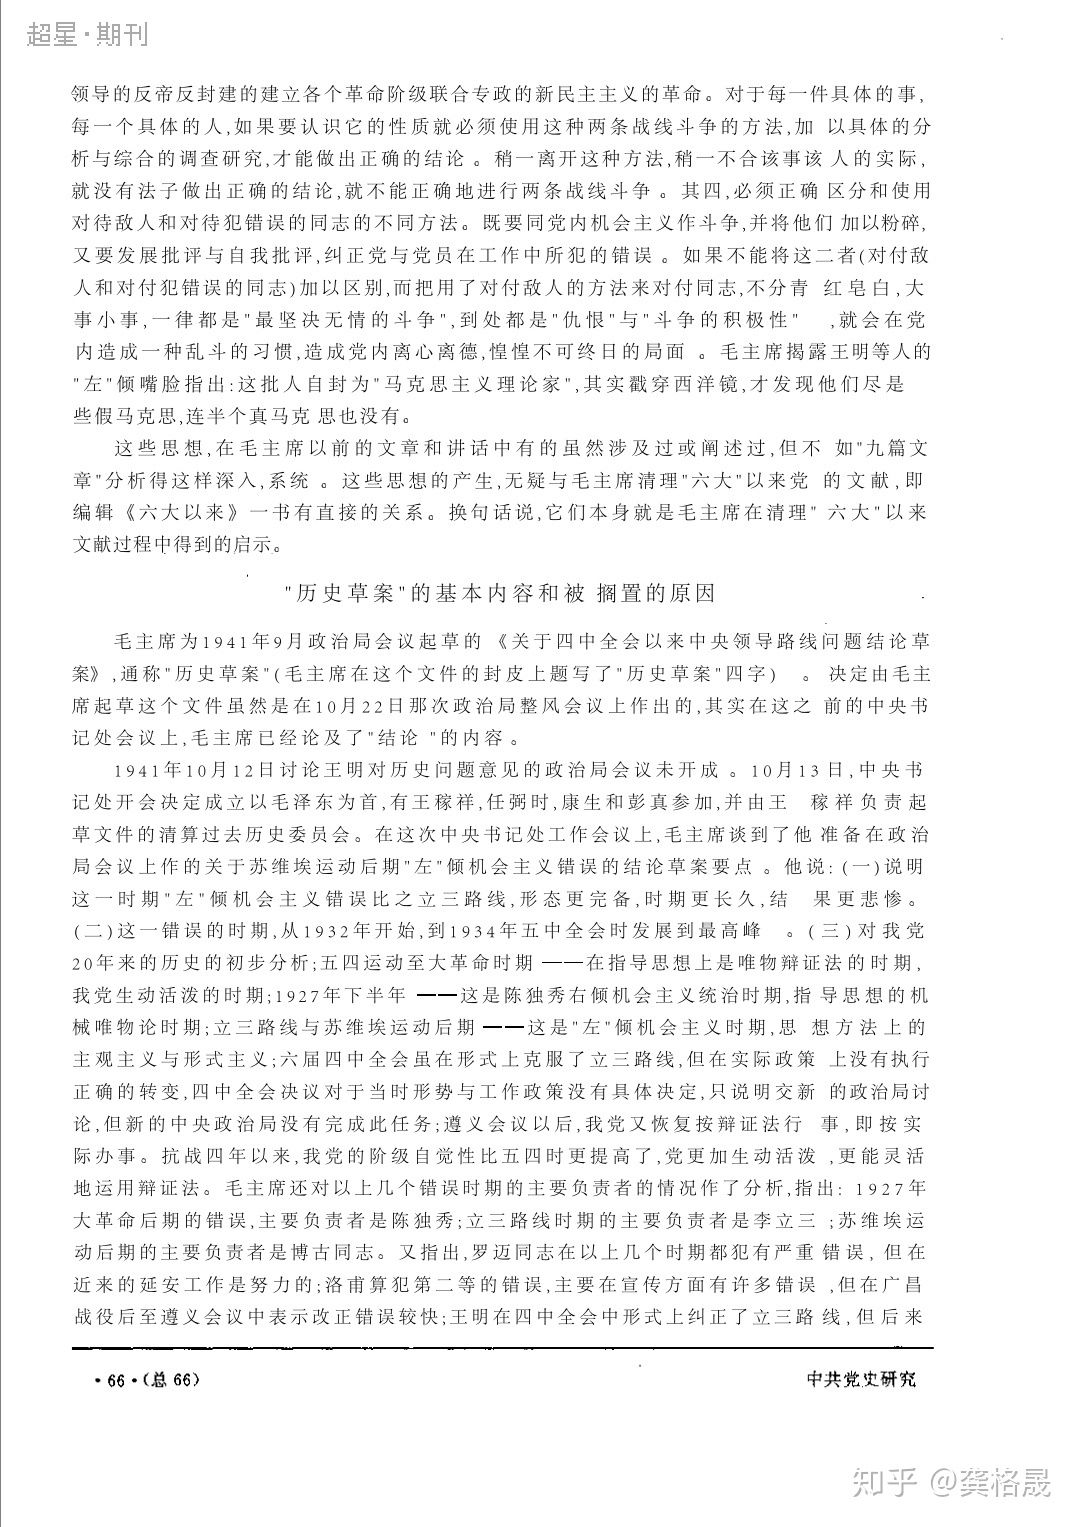 超星·期刊
领导的反帝反封建的建立各个革命阶级联合专政的新民主主义的革命。对于每一件具体的事,
每一个具体的人,如果要认识它的性质就必须使用这种两条战线斗争的方法,加 以具体的分
析与综合的调查研究,才能做出正确的结论 。稍一离开这种方法,稍一不合该事该 人的实际,
就没有法子做出正确的结论,就不能正确地进行两条战线斗争 。其四,必须正确 区分和使用
对待敌人和对待犯错误的同志的不同方法。既要同党内机会主义作斗争,并将他们 加以粉碎,
又要发展批评与自我批评,纠正党与党员在工作中所犯的错误 。如果不能将这二者(对付敌
人和对付犯错误的同志)加以区别,而把用了对付敌人的方法来对付同志,不分青 红皂白,大
事小事,一律都是"最坚决无情的斗争",到处都是"仇恨"与"斗争的积极性" ,就会在党
内造成一种乱斗的习惯,造成党内离心离德,惶惶不可终日的局面 。毛主席揭露王明等人的
"左"倾嘴脸指出:这批人自封为"马克思主义理论家",其实戳穿西洋镜,才发现他们尽是
些假马克思,连半个真马克 思也没有。
这些思想,在毛主席以前的文章和讲话中有的虽然涉及过或阐述过,但不 如"九篇文
章"分析得这样深入,系统 。这些思想的产生,无疑与毛主席清理"六大"以来党 的文献,即
编辑《六大以来》一书有直接的关系。换句话说,它们本身就是毛主席在清理" 六大"以来
文献过程中得到的启示。
"历史草案"的基本内容和被 搁置的原因
毛主席为1941年9月政治局会议起草的 《关于四中全会以来中央领导路线问题结论草
案》,通称"历史草案"(毛主席在这个文件的封皮上题写了"历史草案"四字) 。 决定由毛主
席起草这个文件虽然是在10月22日那次政治局整风会议上作出的,其实在这之 前的中央书
记处会议上,毛主席已经论及了"结论 "的内容 。
1941年10月12日讨论王明对历史问题意见的政治局会议未开成 。10月13 日,中央书
记处开会决定成立以毛泽东为首,有王稼祥,任弼时,康生和彭真参加,并由王 稼祥负责起
草文件的清算过去历史委员会。在这次中央书记处工作会议上,毛主席谈到了他 准备在政治
局会议上作的关于苏维埃运动后期"左"倾机会主义错误的结论草案要点 。他说: (一)说明
这一时期"左"倾机会主义错误比之立三路线,形态更完备,时期更长久,结 果更悲惨。
(二)这一错误的时期,从1932年开始,到1934年五中全会时发展到最高峰 。(三)对我党
20年来的历史的初步分析;五四运动至大革命时期 ——在指导思想上是唯物辩证法的时期,
我党生动活泼的时期;1927年下半年 ——这是陈独秀右倾机会主义统治时期,指 导思想的机
械唯物论时期;立三路线与苏维埃运动后期 ——这是"左"倾机会主义时期,思 想方法上的
主观主义与形式主义;六届四中全会虽在形式上克服了立三路线,但在实际政策 上没有执行
正确的转变,四中全会决议对于当时形势与工作政策没有具体决定,只说明交新 的政治局讨
论,但新的中央政治局没有完成此任务;遵义会议以后,我党又恢复按辩证法行 事,即按实
际办事。抗战四年以来,我党的阶级自觉性比五四时更提高了,党更加生动活泼 ,更能灵活
地运用辩证法。毛主席还对以上几个错误时期的主要负责者的情况作了分析,指出: 1927年
大革命后期的错误,主要负责者是陈独秀;立三路线时期的主要负责者是李立三 ;苏维埃运
动后期的主要负责者是博古同志。又指出,罗迈同志在以上几个时期都犯有严重 错误, 但在
近来的延安工作是努力的;洛甫算犯第二等的错误,主要在宣传方面有许多错误 ,但在广昌
战役后至遵义会议中表示改正错误较快;王明在四中全会中形式上纠正了立三路 线,但后来
·66·(总 66) 中共党史研究
知乎 @龚格晟